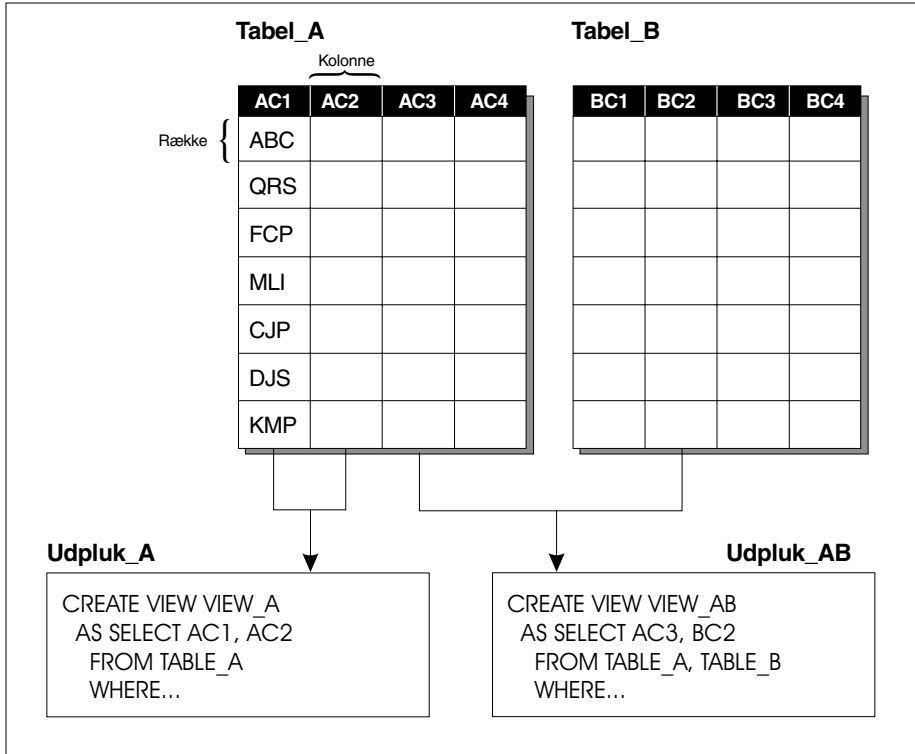 Tabel_A
Tabel_B
Kolonne
AC1 AC2 AC3 AC4
BC1 BC2 BC3 BC4
Række { ABC
QRS
FCP
MLI
CJP
DJS
KMP
Udpluk_A
CREATE VIEW VIEW_A
AS SELECT AC1, AC2
FROM TABLE_A
WHERE...
Udpluk_AB
CREATE VIEW VIEW_AB
AS SELECT AC3, BC2
FROM TABLE_A, TABLE_B
WHERE...